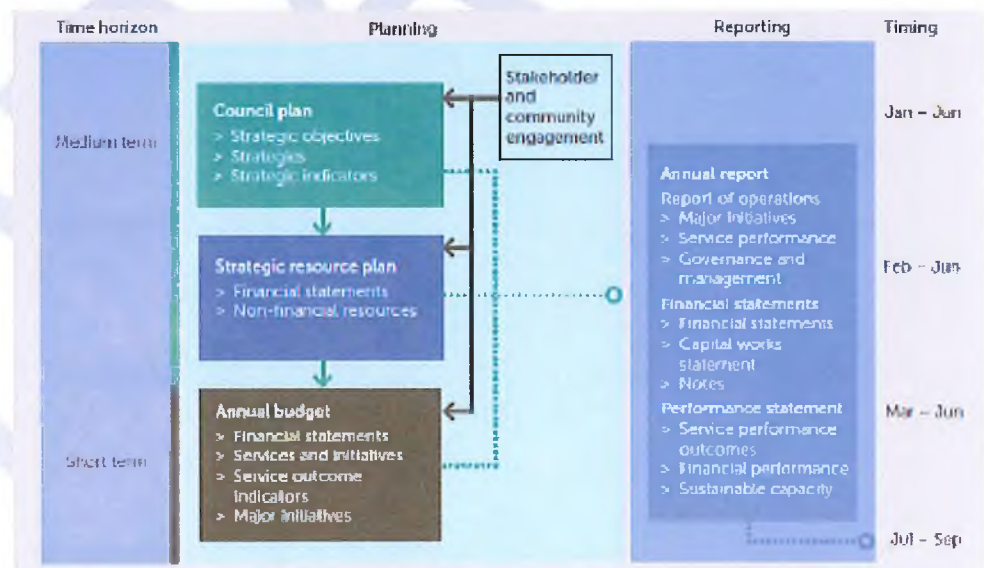 Time horizon
Planning
Reporting
Timing
Medium term
Short term
Council plan
> Strategic objectives
> Strategies
> Strategic indicators
Strategic resource plan
> Financial statements
> Non-financial resources
Annual budget
> Financial statements
> Services and initiatives
> Service outcome
indicators
> Major initiatives
Stakeholder
and
community
engagement
Annual report
Report of operations
> Major Initiatives
> Service performance
> Governance and
management
Financial statements
> Financial statements
> Capital works
statement
> Notes
Performance statement
> Service performance
outcomes
> Financial performance
> Sustainable capacity
Jan – Jun
Feb – Jun
Mar – Jun
Jul – Sep